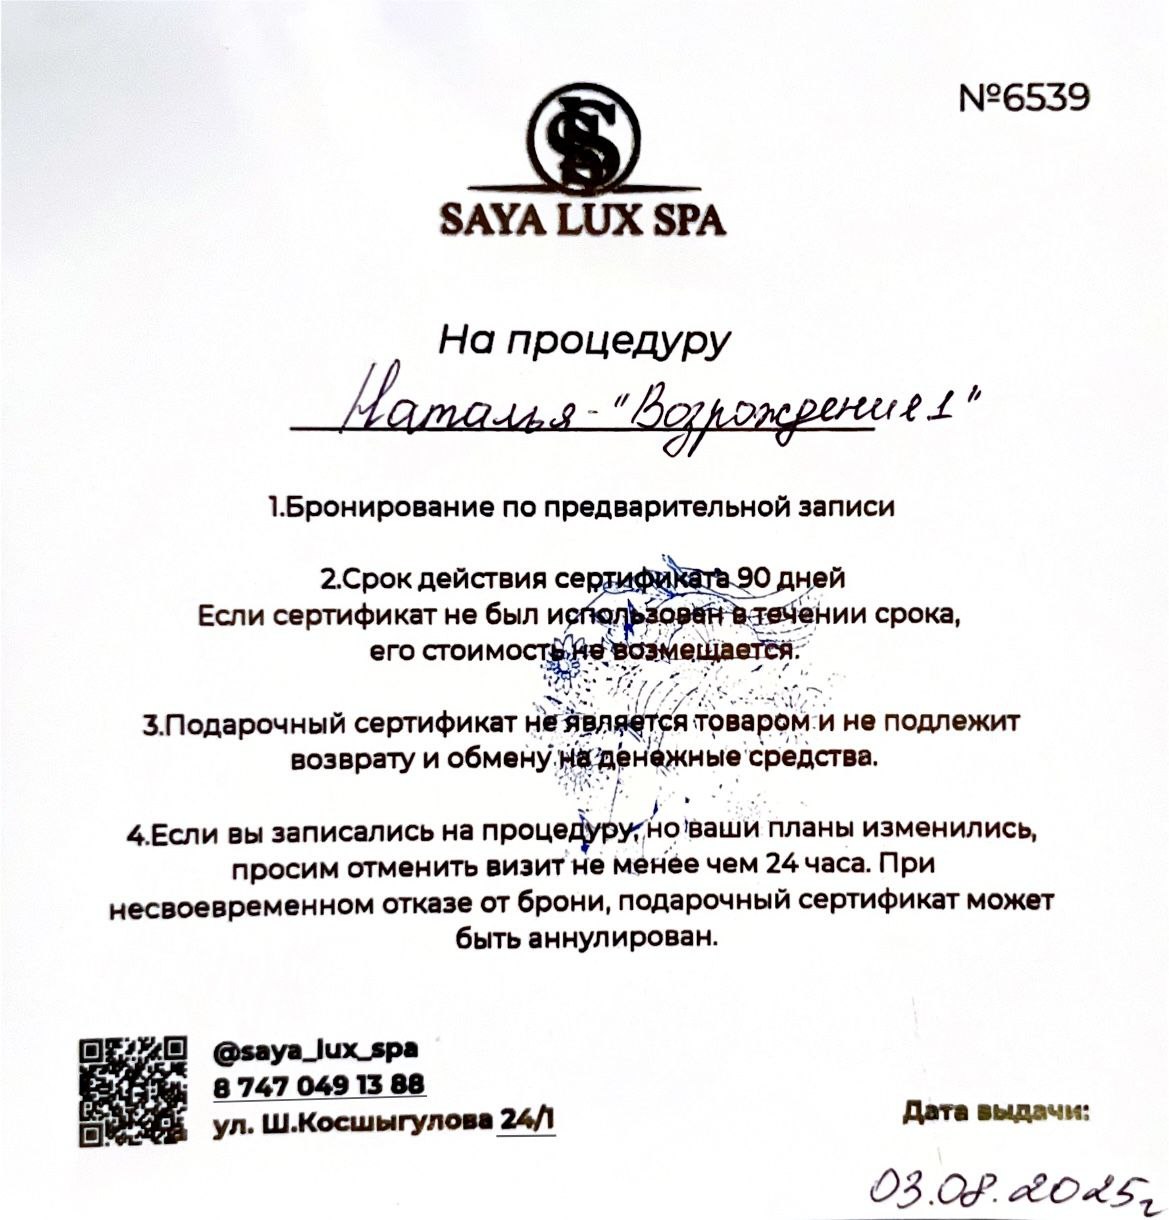 №6539
SAYA LUX SPA
На процедуру
Наталья - "Возрождение 1"
1.Бронирование по предварительной записи
2.Срок действия сертификата 90 дней
Если сертификат не был использован в течении срока,
его стоимость не возмещается.
3.Подарочный сертификат не является товаром и не подлежит
возврату и обмену на денежные средства.
4.Если вы записались на процедуру, но ваши планы изменились,
просим отменить визит не менее чем 24 часа. При
несвоевременном отказе от брони, подарочный сертификат может
быть аннулирован.
@saya_lux_spa
8 747 049 13 88
ул. Ш.Косшыгулова 24/1
Дата выдачи:
03.08.2025г